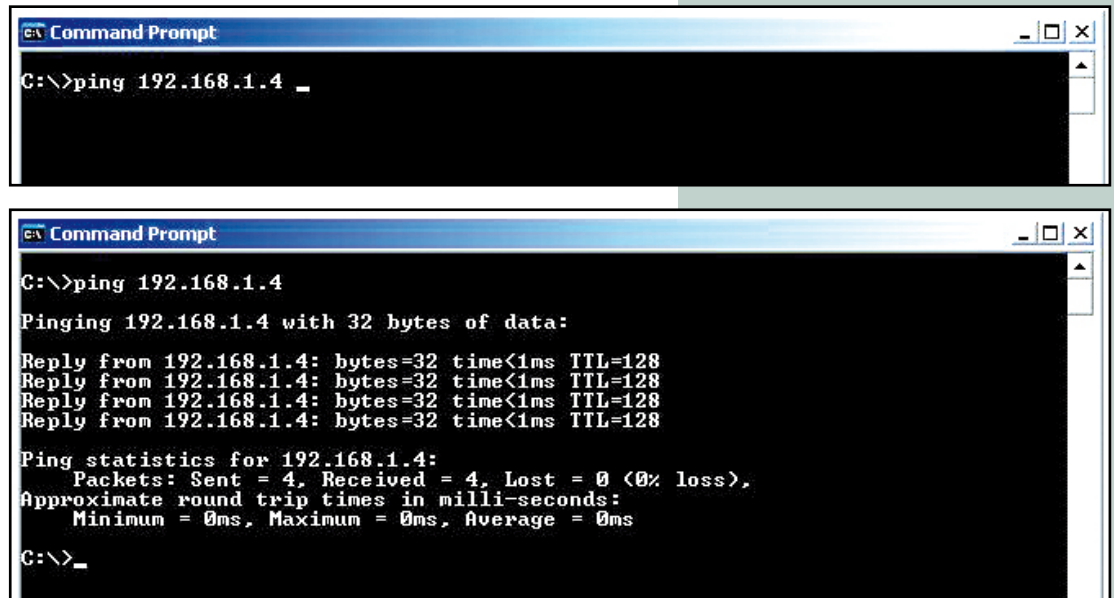 Command Prompt
C:\>ping 192.168.1.4 _
Command Prompt
C:\>ping 192.168.1.4
Pinging 192.168.1.4 with 32 bytes of data:
Reply from 192.168.1.4: bytes=32 time<1ms TTL=128
Reply from 192.168.1.4: bytes=32 time<1ms TTL=128
Reply from 192.168.1.4: bytes=32 time<1ms TTL=128
Reply from 192.168.1.4: bytes=32 time<1ms TTL=128
Ping statistics for 192.168.1.4:
Packets: Sent = 4, Received = 4, Lost = 0 (0% loss),
Approximate round trip times in milli-seconds:
Minimum = 0ms, Maximum = 0ms, Average = 0ms
C:\>_